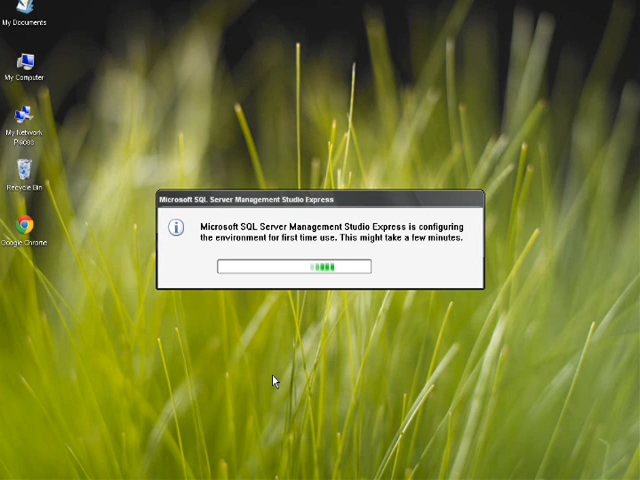 My Documents
My Computer
My Network
Places
Recycle Bin
Google Chrome
Microsoft SQL Server Management Studio Express
Microsoft SQL Server Management Studio Express is configuring
the environment for first time use. This might take a few minutes.